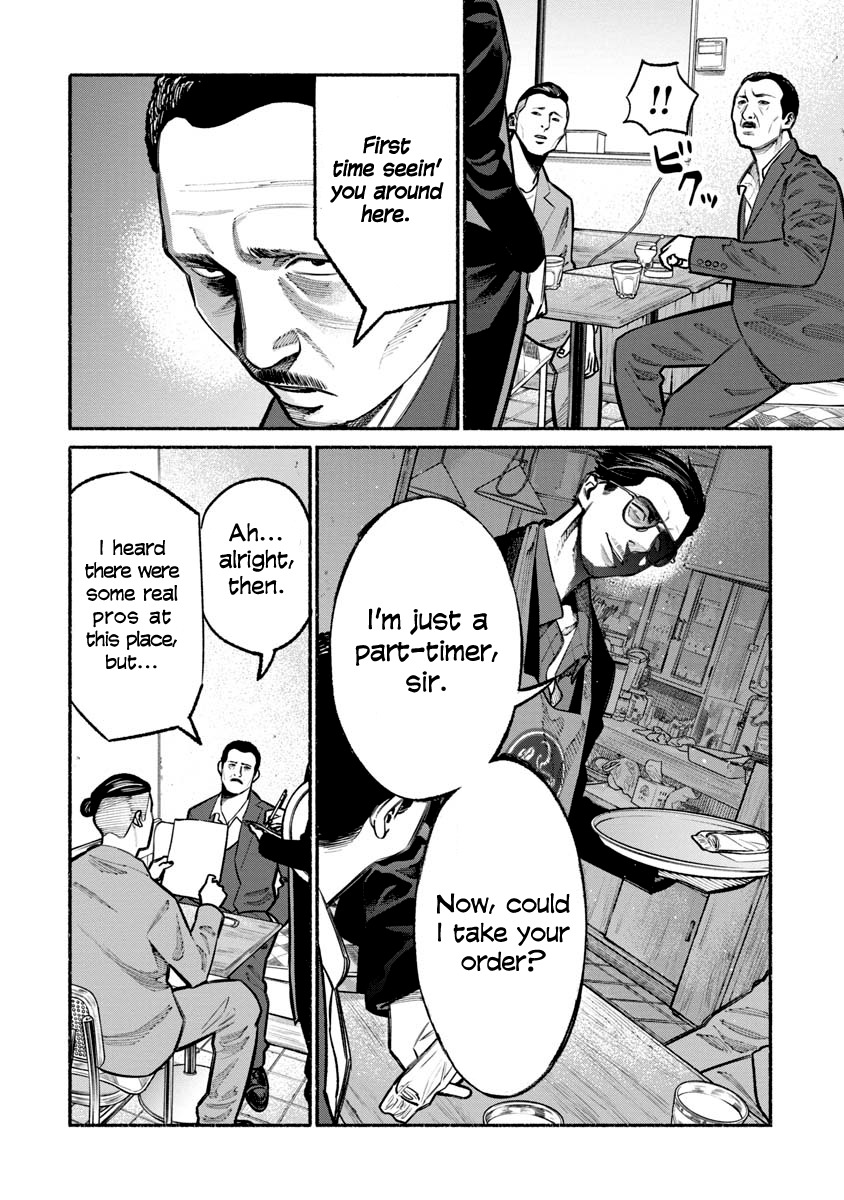 !!
ビクッ
First
time seein'
you around
here.
I'm just a
part-timer,
sir.
Now, could
I take your
order?
Ah...
alright,
then.
I heard
there were
some real
pros at
this place,
but...